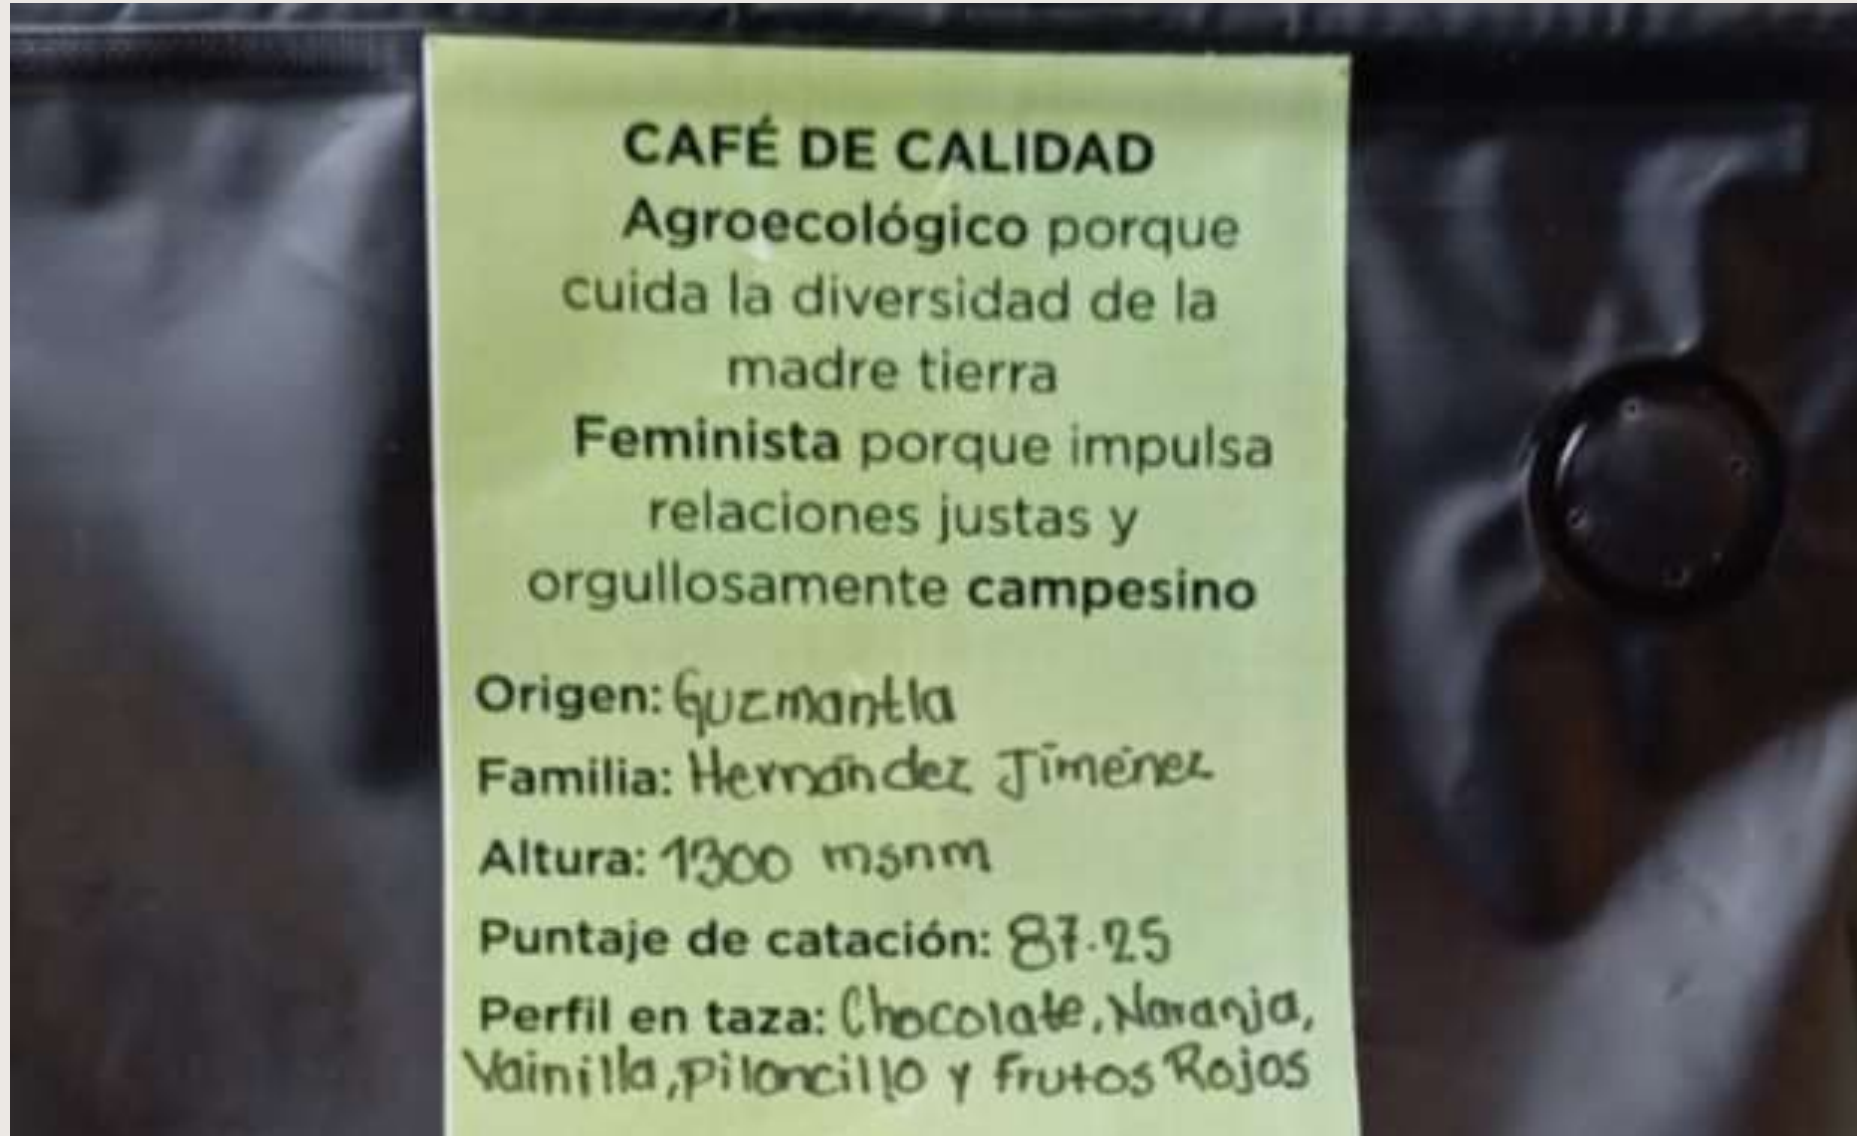 CAFÉ DE CALIDAD
Agroecológico porque
cuida la diversidad de la
madre tierra
Feminista porque impulsa
relaciones justas y
orgullosamente campesino
Origen: Guzmantla
Familia: Hernández Jiménez
Altura: 1300 msnm
Puntaje de catación: 87.25
Perfil en taza: Chocolate, Naranja,
Vainilla, Piloncillo y Frutos Rojos